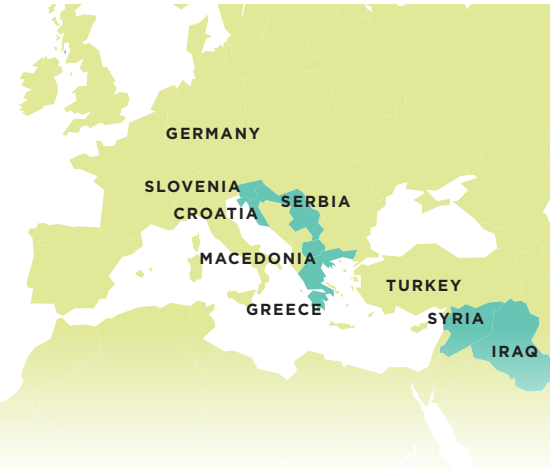 GERMANY
SLOVENIA
SERBIA
CROATIA
MACEDONIA
TURKEY
GREECE
SYRIA
IRAQ